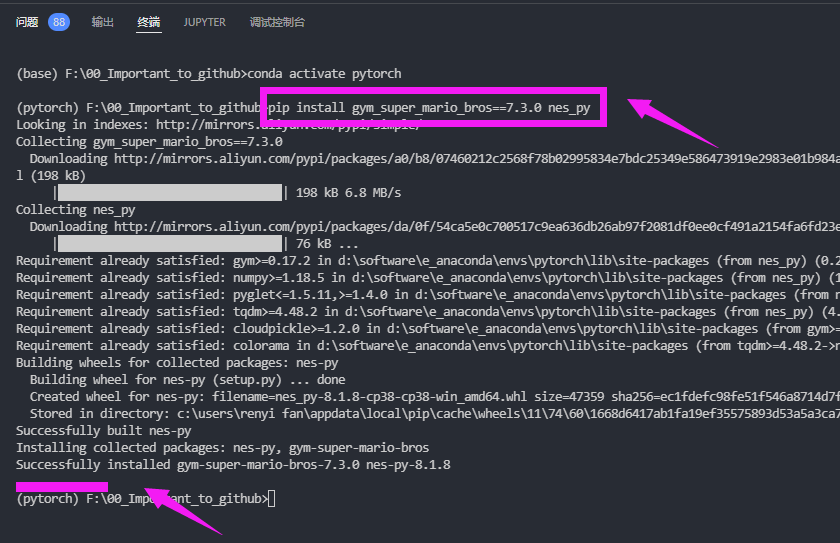 问题 88 输出 终端 JUPYTER 调试控制台
(base) F:\00_Important_to_github>conda activate pytorch
(pytorch) F:\00_Important_to_github>pip install gym_super_mario_bros==7.3.0 nes_py
Looking in indexes: http://mirrors.aliyun.com/pypi/simple/
Collecting gym_super_mario_bros==7.3.0
Downloading http://mirrors.aliyun.com/pypi/packages/a0/b8/07460212c2568f78b02995834e7bdc25349e586473919e2983e01b984a
l (198 kB)
| | 198 kB 6.8 MB/s
Collecting nes_py
Downloading http://mirrors.aliyun.com/pypi/packages/da/0f/54ca5e0c700517c9ea636db26ab97f2081df0ee0cf491a2154fa6fd23e
| | 76 kB ...
Requirement already satisfied: gym>=0.17.2 in d:\software\e_anaconda\envs\pytorch\lib\site-packages (from nes_py) (0.2
Requirement already satisfied: numpy>=1.18.5 in d:\software\e_anaconda\envs\pytorch\lib\site-packages (from nes_py) (1
Requirement already satisfied: pyglet<=1.5.11,>=1.4.0 in d:\software\e_anaconda\envs\pytorch\lib\site-packages (from n
Requirement already satisfied: tqdm>=4.48.2 in d:\software\e_anaconda\envs\pytorch\lib\site-packages (from nes_py) (4.
Requirement already satisfied: cloudpickle>=1.2.0 in d:\software\e_anaconda\envs\pytorch\lib\site-packages (from gym>=
Requirement already satisfied: colorama in d:\software\e_anaconda\envs\pytorch\lib\site-packages (from tqdm>=4.48.2->n
Building wheels for collected packages: nes-py
Building wheel for nes-py (setup.py) ... done
Created wheel for nes-py: filename=nes_py-8.1.8-cp38-cp38-win_amd64.whl size=47359 sha256=ec1fdefc98fe51f546a8714d7f
Stored in directory: c:\users\renyi fan\appdata\local\pip\cache\wheels\11\74\60\1668d6417ab1fa19ef35575893d53a5a3ca7
Successfully built nes-py
Installing collected packages: nes-py, gym-super-mario-bros
Successfully installed gym-super-mario-bros-7.3.0 nes-py-8.1.8
(pytorch) F:\00_Important_to_github>